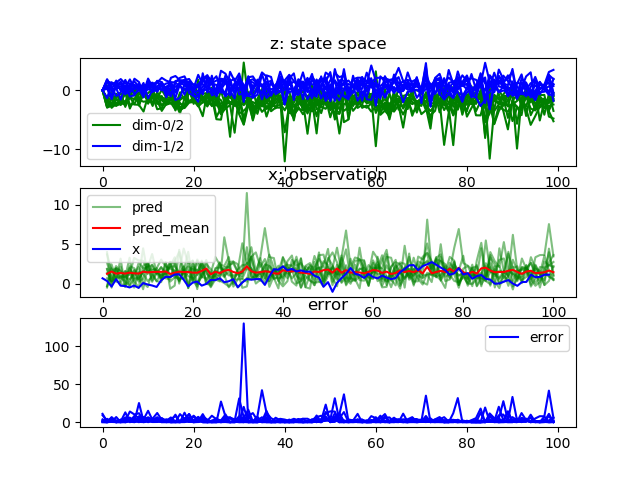 z: state space
0
−10
dim-0/2
dim-1/2
0 20 40 60 80 100
x: observation
10
5
0
pred
pred_mean
x
0 20 40 60 80 100
error
100
50
0
error
0 20 40 60 80 100